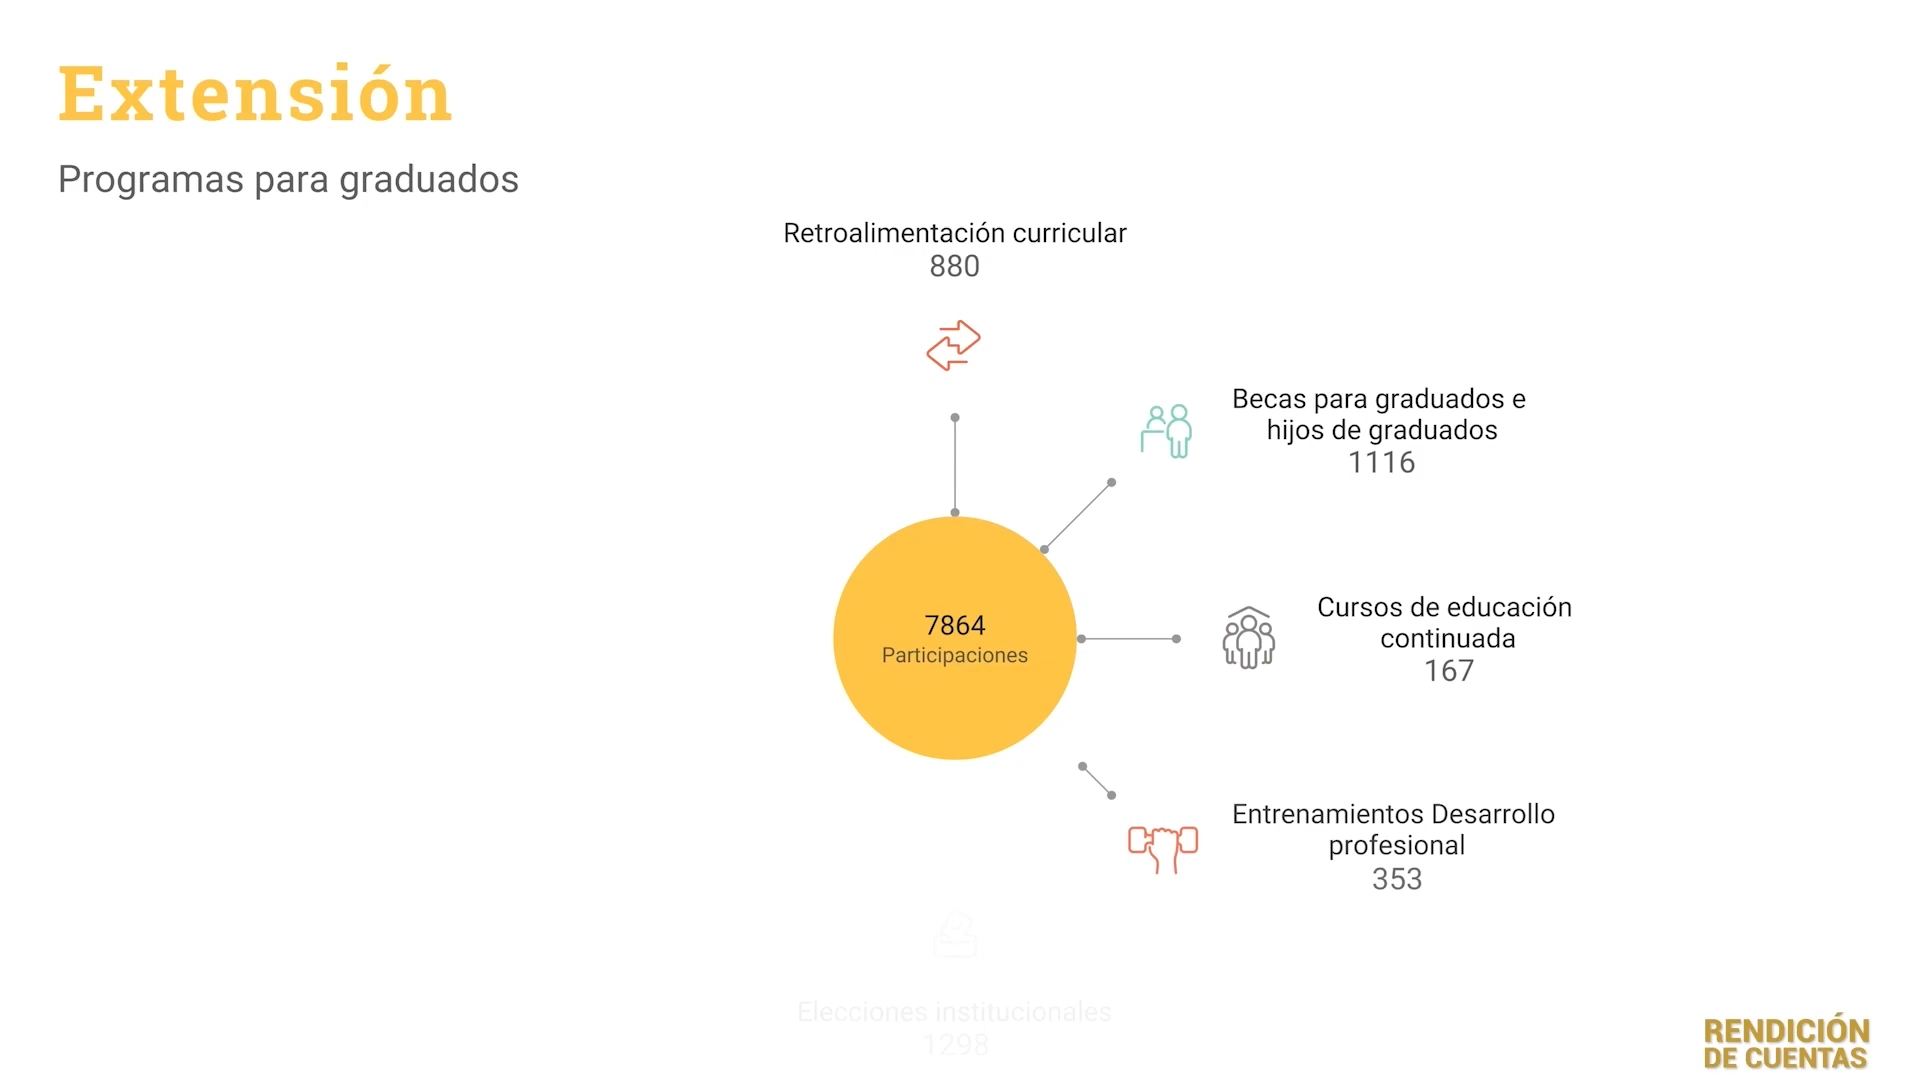 Extensión
Programas para graduados
Retroalimentación curricular
880
Becas para graduados e
hijos de graduados
1116
7864
Participaciones
Cursos de educación
continuada
167
Entrenamientos Desarrollo
profesional
353
Elecciones institucionales
1298
RENDICIÓN
DE CUENTAS